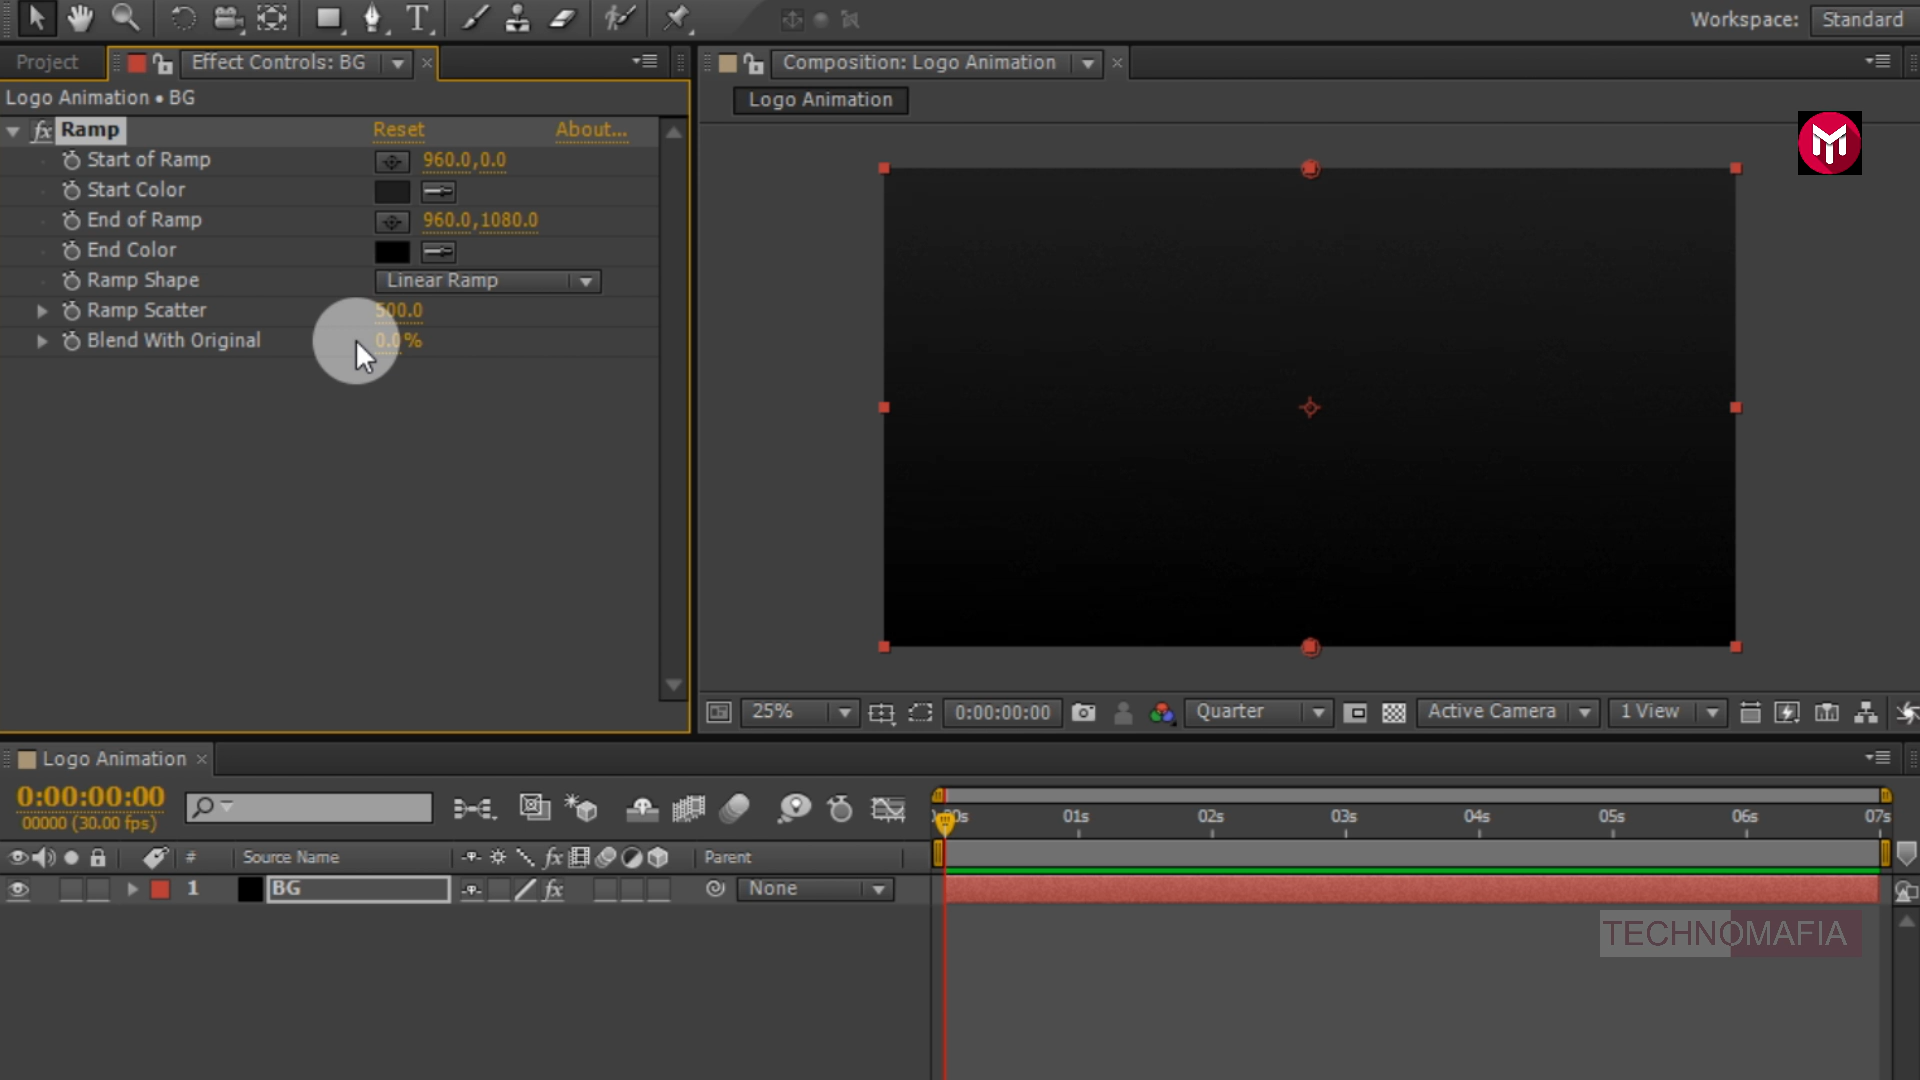 Workspace: Standard
Project Effect Controls: BG Composition: Logo Animation
Logo Animation • BG
Logo Animation
fx Ramp Reset About...
Start of Ramp 960.0,0.0
Start Color
End of Ramp 960.0,1080.0
End Color
Ramp Shape Linear Ramp
Ramp Scatter 500.0
Blend With Original 0.0%
25% 0:00:00:00 Quarter Active Camera 1 View
Logo Animation
0:00:00:00
00000 (30.00 fps)
01s 02s 03s 04s 05s 06s 07s
# Source Name fx Parent
1 BG fx None
TECHNOMAFIA